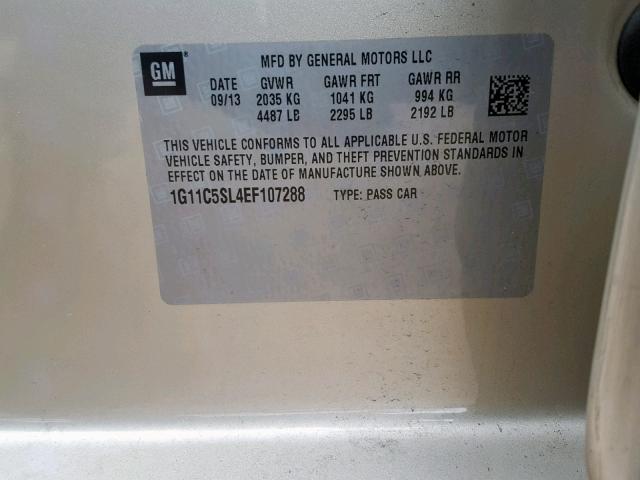 GM
®
MFD BY GENERAL MOTORS LLC
DATE GVWR GAWR FRT GAWR RR
09/13 2035 KG 1041 KG 994 KG
4487 LB 2295 LB 2192 LB
THIS VEHICLE CONFORMS TO ALL APPLICABLE U.S. FEDERAL MOTOR
VEHICLE SAFETY, BUMPER, AND THEFT PREVENTION STANDARDS IN
EFFECT ON THE DATE OF MANUFACTURE SHOWN ABOVE.
1G11C5SL4EF107288 TYPE: PASS CAR